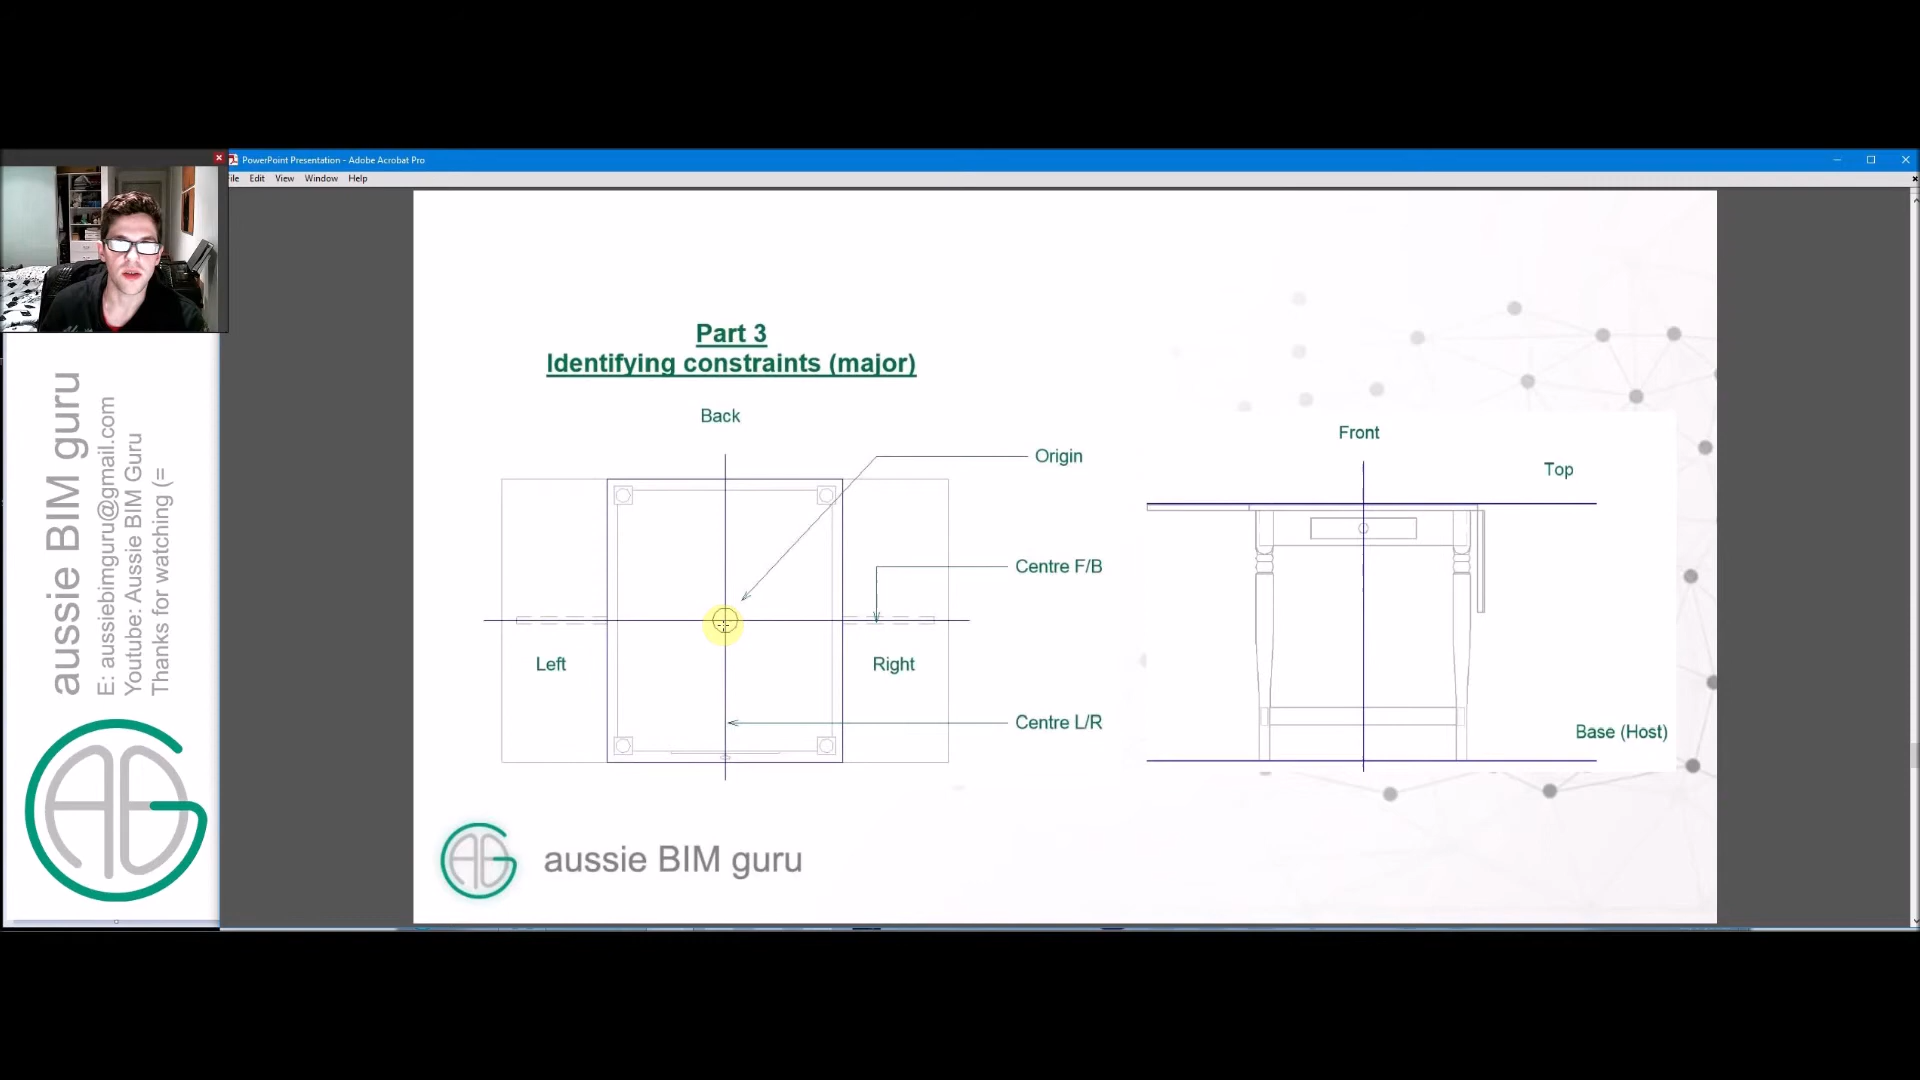 PowerPoint Presentation - Adobe Acrobat Pro
File Edit View Window Help
aussie BIM guru
E: aussiebimguru@gmail.com
Youtube: Aussie BIM Guru
Thanks for watching (=
Part 3
Identifying constraints (major)
Back
Origin
Centre F/B
Left
Right
Centre L/R
Front
Top
Base (Host)
aussie BIM guru